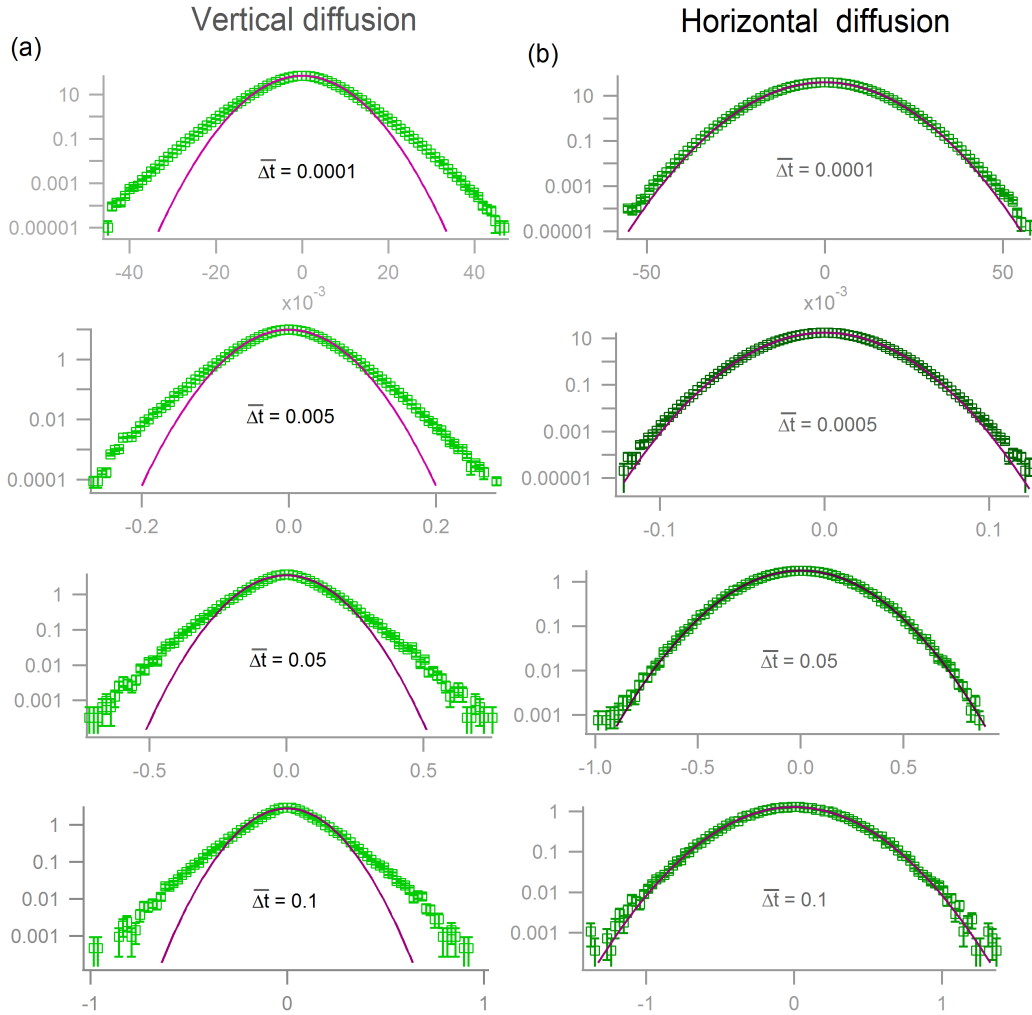 Vertical diffusion
Horizontal diffusion
(a)
10
0.1
0.001
0.00001
Δt = 0.0001
-40 -20 0 20 40
x10-3
1
0.01
0.0001
Δt = 0.005
-0.2 0.0 0.2
1
0.1
0.01
0.001
Δt = 0.05
-0.5 0.0 0.5
1
0.1
0.01
0.001
Δt = 0.1
-1 0 1
(b)
10
0.1
0.001
0.00001
Δt = 0.0001
-50 0 50
x10-3
10
0.1
0.001
0.00001
Δt = 0.0005
-0.1 0.0 0.1
1
0.1
0.01
0.001
Δt = 0.05
-1.0 -0.5 0.0 0.5
1
0.1
0.01
0.001
Δt = 0.1
-1 0 1